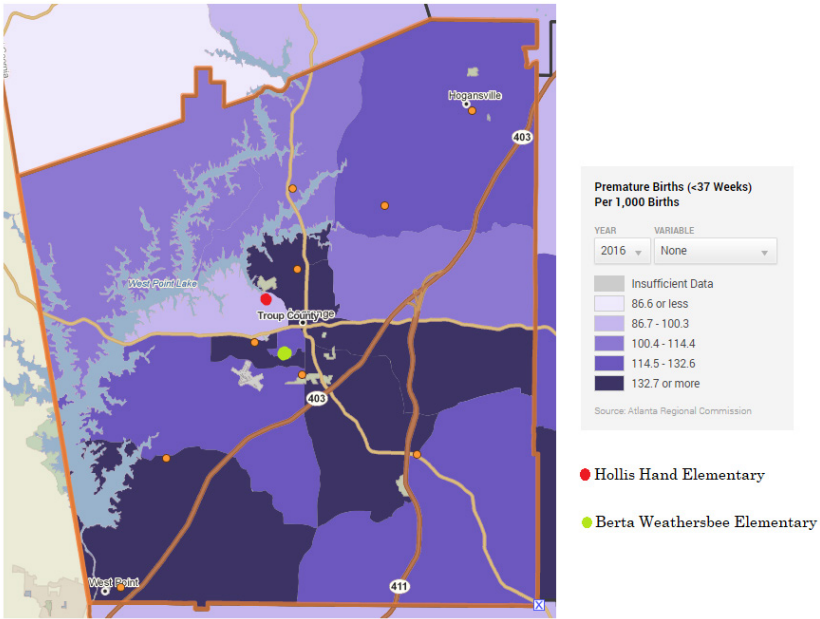 Hogansville
403
West Point Lake
Troup County
403
West Point
411
X
Premature Births (<37 Weeks)
Per 1,000 Births
YEAR VARIABLE
2016 None
Insufficient Data
86.6 or less
86.7 - 100.3
100.4 - 114.4
114.5 - 132.6
132.7 or more
Source: Atlanta Regional Commission
Hollis Hand Elementary
Berta Weathersbee Elementary